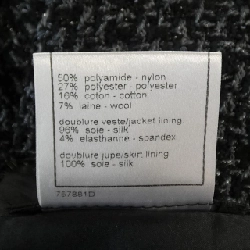 50% polyamide - nylon
27% polyester - polyester
16% coton - cotton
7% laine - wool
doublure veste/jacket lining
96% soie - silk
4% elasthanne - spandex
doublure jupe/skirt lining
100% soie - silk
757881D